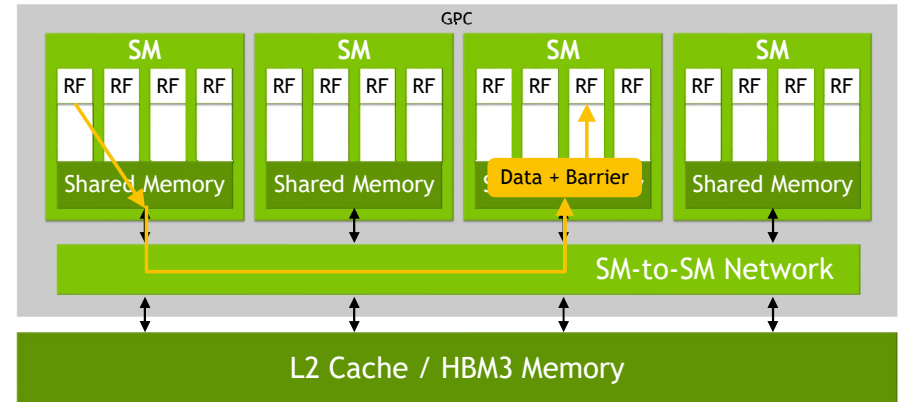 GPC
SM SM SM SM
RF RF RF RF RF RF RF RF RF RF RF RF RF RF RF RF
Shared Memory Shared Memory Data + Barrier Shared Memory
SM-to-SM Network
L2 Cache / HBM3 Memory